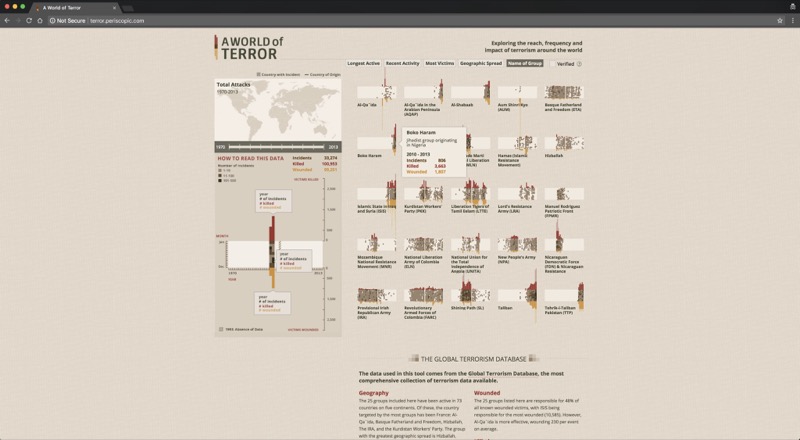 A World of Terror
Not Secure | terror.periscopic.com
A WORLD of
TERROR
Exploring the reach, frequency and
impact of terrorism around the world
Longest Active
Recent Activity
Most Victims
Geographic Spread
Name of Group
Verified
Country with Incident
Country of Origin
Total Attacks
1970-2013
1970
2013
HOW TO READ THIS DATA
Incidents
Killed
Wounded
Number of incidents
VICTIMS KILLED
year
# of incidents
# killed
# wounded
MONTH
year
# of incidents
# killed
# wounded
YEAR
year
# of incidents
# killed
# wounded
1993: Absence of Data
VICTIMS WOUNDED
Al-Qa`ida
Al-Qa`ida in the
Arabian Peninsula
(AQAP)
Al-Shabaab
Aum Shinri Kyo
(AUM)
Basque Fatherland
and Freedom (ETA)
Boko Haram
Boko Haram
Jihadist group originating
in Nigeria
2010 - 2013
Incidents 806
Killed 3,663
Wounded
Hamas (Islamic
Resistance
Movement)
Hizballah
Islamic State in Iraq
and Syria (ISIS)
Kurdistan Workers'
Party (PKK)
Liberation Tigers of
Tamil Eelam (LTTE)
Lord's Resistance
Army (LRA)
Manuel Rodriguez
Patriotic Front
(FPMR)
Mozambique
National Resistance
Movement (MNR)
National Liberation
Army of Colombia
(ELN)
National Union for
the Total
Independence of
Angola (UNITA)
New People's Army
(NPA)
Nicaraguan
Democratic Force
(FDN) & Nicaraguan
Resistance
Provisional Irish
Republican Army
(IRA)
Revolutionary
Armed Forces of
Colombia (FARC)
Shining Path (SL)
Taliban
Tehrik-i-Taliban
Pakistan (TTP)
THE GLOBAL TERRORISM DATABASE
The data used in this tool comes from the Global Terrorism Database, the most
comprehensive collection of terrorism data available.
Geography
The 25 groups included here have been active in 73
countries on five continents. Of these, the country
targeted by the most groups has been France: Al-
Qa`ida, Basque Fatherland and Freedom, Hizballah,
The IRA, and the Kurdistan Workers' Party. The group
with the greatest geographic spread is Hizballah.
Wounded
The 25 groups listed here are responsible for 48% of
all known wounded victims, with
for the most wounded
Al-Qa`ida is more effective, wounding 230 per event
on average.